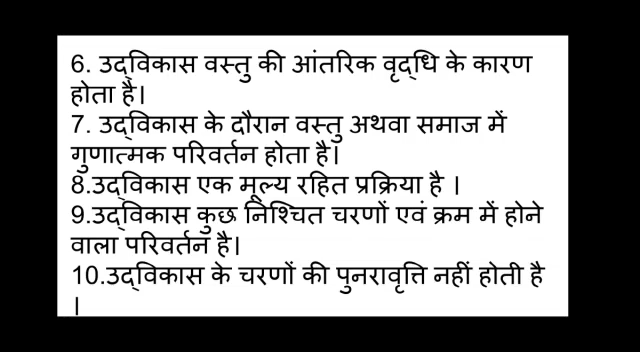 6. उद्विकास वस्तु की आंतरिक वृद्धि के कारण
होता है।
7. उद्विकास के दौरान वस्तु अथवा समाज में
गुणात्मक परिवर्तन होता है।
8.उद्विकास एक मूल्य रहित प्रक्रिया है ।
9.उद्विकास कुछ निश्चित चरणों एवं क्रम में होने
वाला परिवर्तन है।
10.उद्विकास के चरणों की पुनरावृत्ति नहीं होती है
।